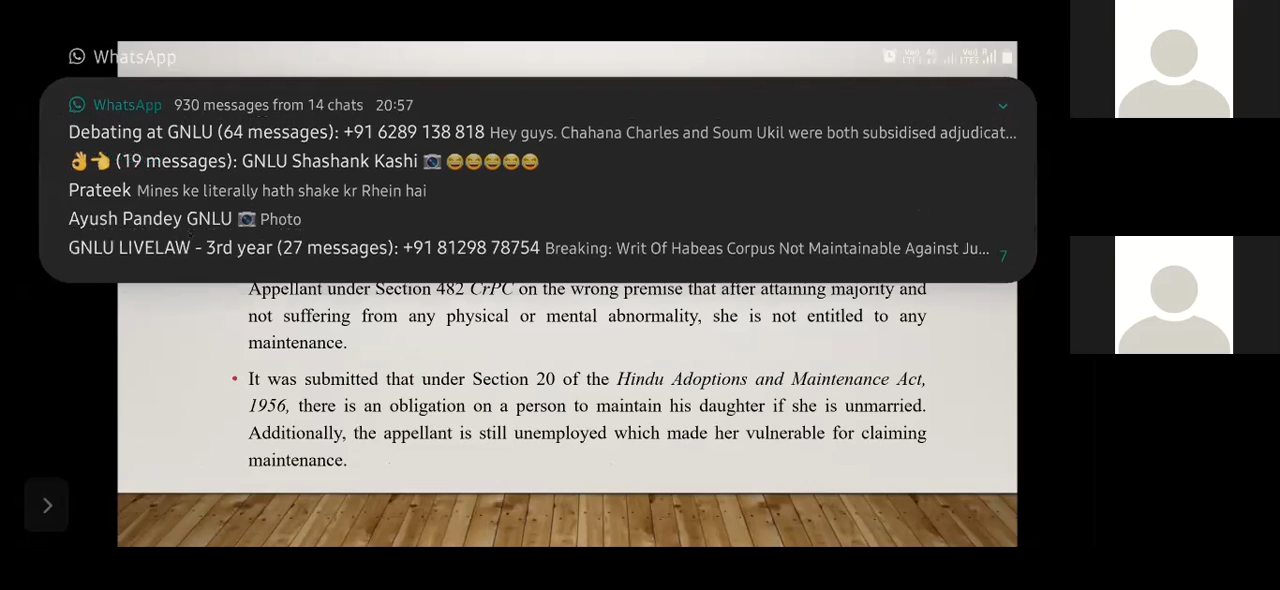 WhatsApp
WhatsApp 930 messages from 14 chats 20:57
Debating at GNLU (64 messages): +91 6289 138 818 Hey guys. Chahana Charles and Soum Ukil were both subsidised adjudicat...
👌👈 (19 messages): GNLU Shashank Kashi 📷 😂😂😂😂😂
Prateek Mines ke literally hath shake kr Rhein hai
Ayush Pandey GNLU 📷 Photo
GNLU LIVELAW - 3rd year (27 messages): +91 81298 78754 Breaking: Writ Of Habeas Corpus Not Maintainable Against Ju...
7
Appellant under Section 482 CrPC on the wrong premise that after attaining majority and
not suffering from any physical or mental abnormality, she is not entitled to any
maintenance.
• It was submitted that under Section 20 of the Hindu Adoptions and Maintenance Act,
1956, there is an obligation on a person to maintain his daughter if she is unmarried.
Additionally, the appellant is still unemployed which made her vulnerable for claiming
maintenance.